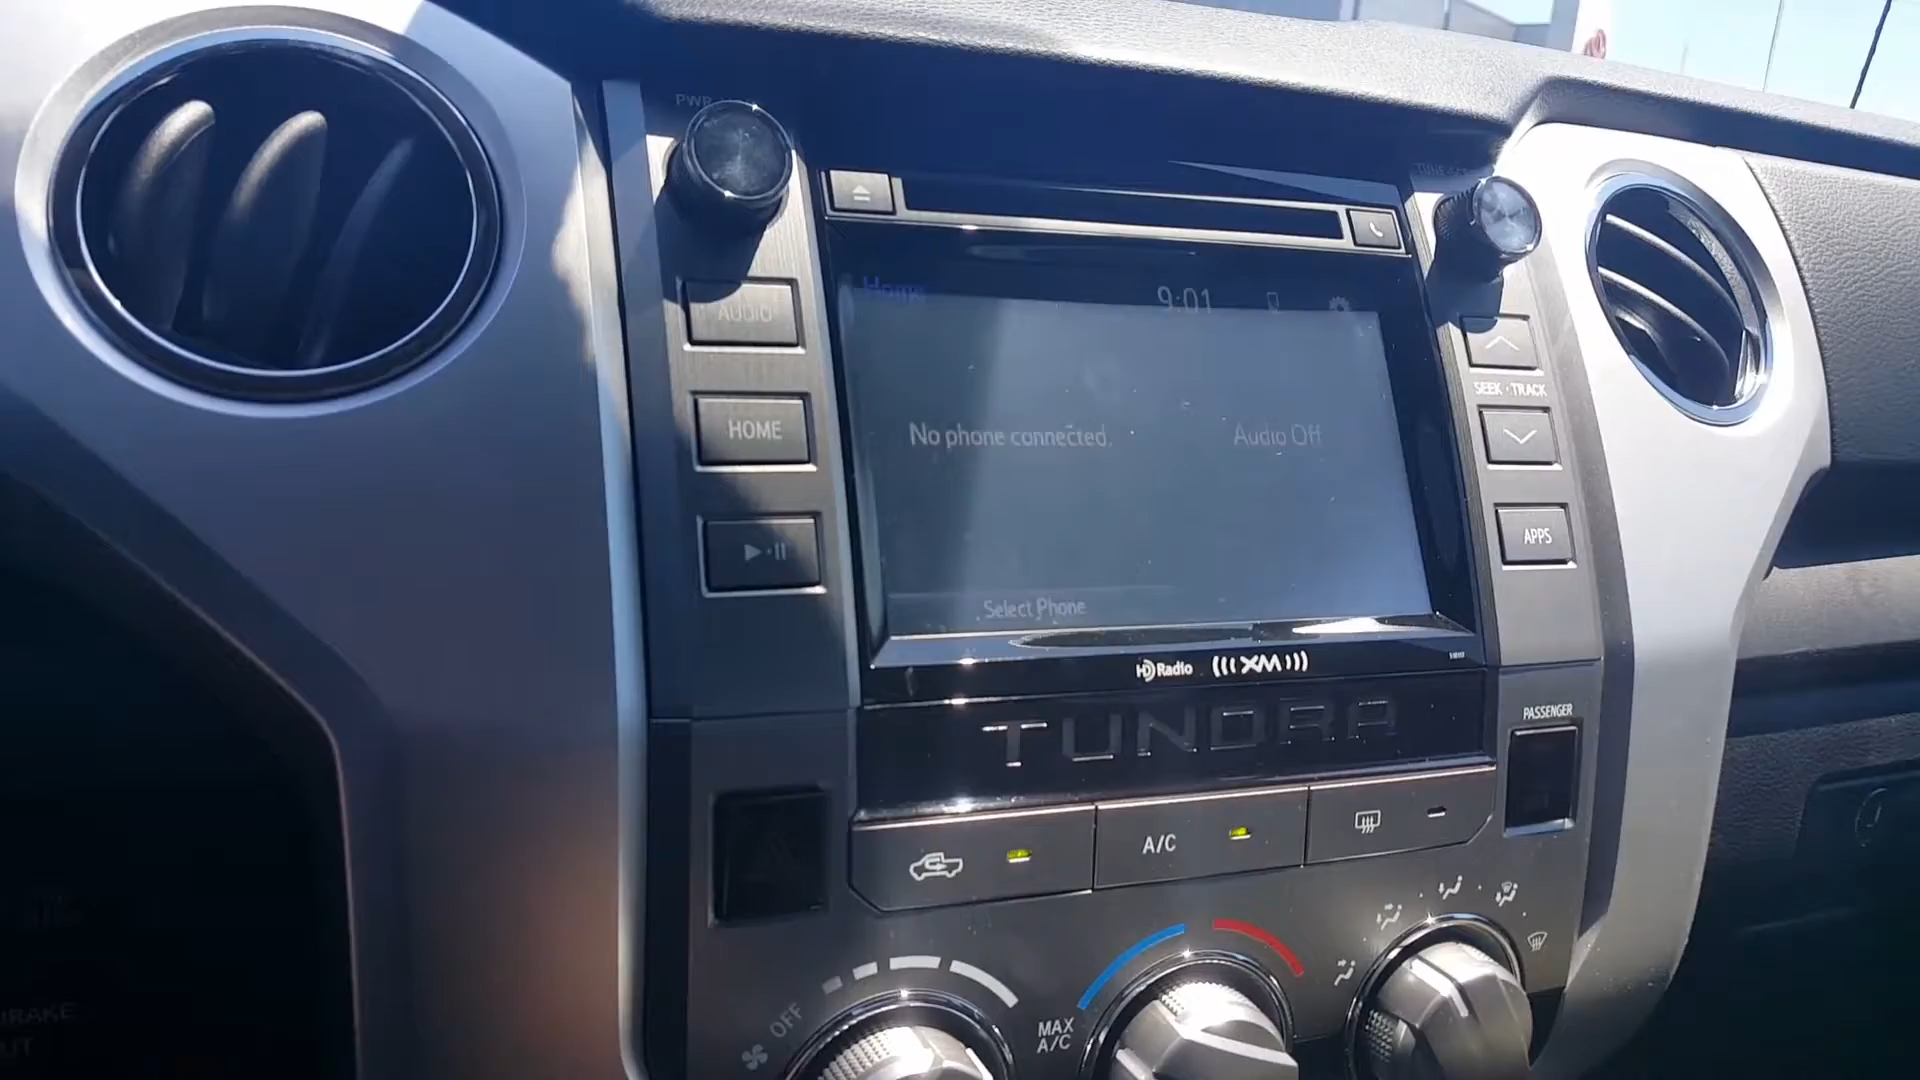 PWR
AUDIO
HOME
Home
9:01
No phone connected.
Audio Off
Select Phone
SEEK • TRACK
APPS
HD Radio
((( XM )))
TUNDRA
PASSENGER
A/C
OFF
MAX
A/C